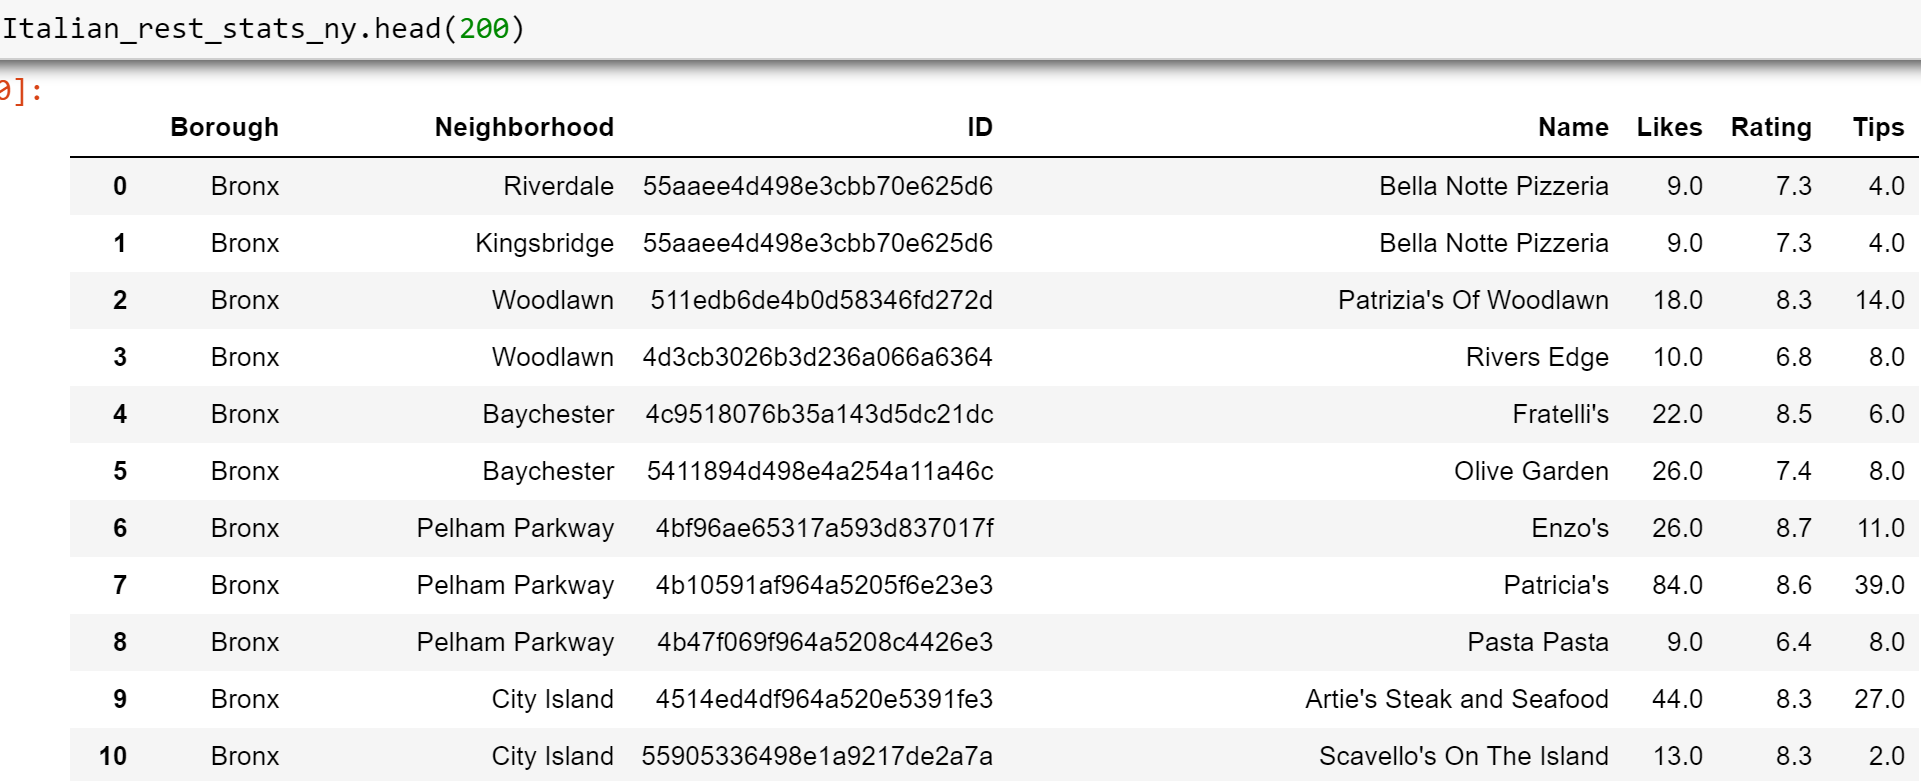 Italian_rest_stats_ny.head(200)
0]:
Borough Neighborhood ID Name Likes Rating Tips
0 Bronx Riverdale 55aaee4d498e3cbb70e625d6 Bella Notte Pizzeria 9.0 7.3 4.0
1 Bronx Kingsbridge 55aaee4d498e3cbb70e625d6 Bella Notte Pizzeria 9.0 7.3 4.0
2 Bronx Woodlawn 511edb6de4b0d58346fd272d Patrizia's Of Woodlawn 18.0 8.3 14.0
3 Bronx Woodlawn 4d3cb3026b3d236a066a6364 Rivers Edge 10.0 6.8 8.0
4 Bronx Baychester 4c9518076b35a143d5dc21dc Fratelli's 22.0 8.5 6.0
5 Bronx Baychester 5411894d498e4a254a11a46c Olive Garden 26.0 7.4 8.0
6 Bronx Pelham Parkway 4bf96ae65317a593d837017f Enzo's 26.0 8.7 11.0
7 Bronx Pelham Parkway 4b10591af964a5205f6e23e3 Patricia's 84.0 8.6 39.0
8 Bronx Pelham Parkway 4b47f069f964a5208c4426e3 Pasta Pasta 9.0 6.4 8.0
9 Bronx City Island 4514ed4df964a520e5391fe3 Artie's Steak and Seafood 44.0 8.3 27.0
10 Bronx City Island 55905336498e1a9217de2a7a Scavello's On The Island 13.0 8.3 2.0